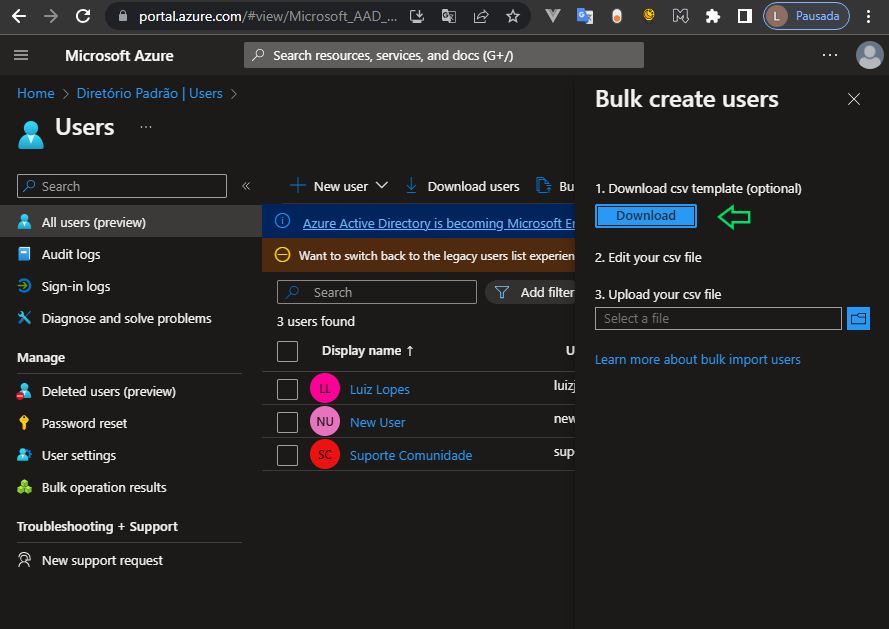 portal.azure.com/#view/Microsoft_AAD_...
L Pausada
Microsoft Azure
Search resources, services, and docs (G+/)
Home > Diretório Padrão | Users >
Users
Search
«
All users (preview)
Audit logs
Sign-in logs
Diagnose and solve problems
Manage
Deleted users (preview)
Password reset
User settings
Bulk operation results
Troubleshooting + Support
New support request
New user
Download users
Bu
Azure Active Directory is becoming Microsoft En
Want to switch back to the legacy users list experien
Search
Add filter
3 users found
Display name ↑
U
LL Luiz Lopes luizj
NU New User new
SC Suporte Comunidade sup
Bulk create users
1. Download csv template (optional)
Download
2. Edit your csv file
3. Upload your csv file
Select a file
Learn more about bulk import users